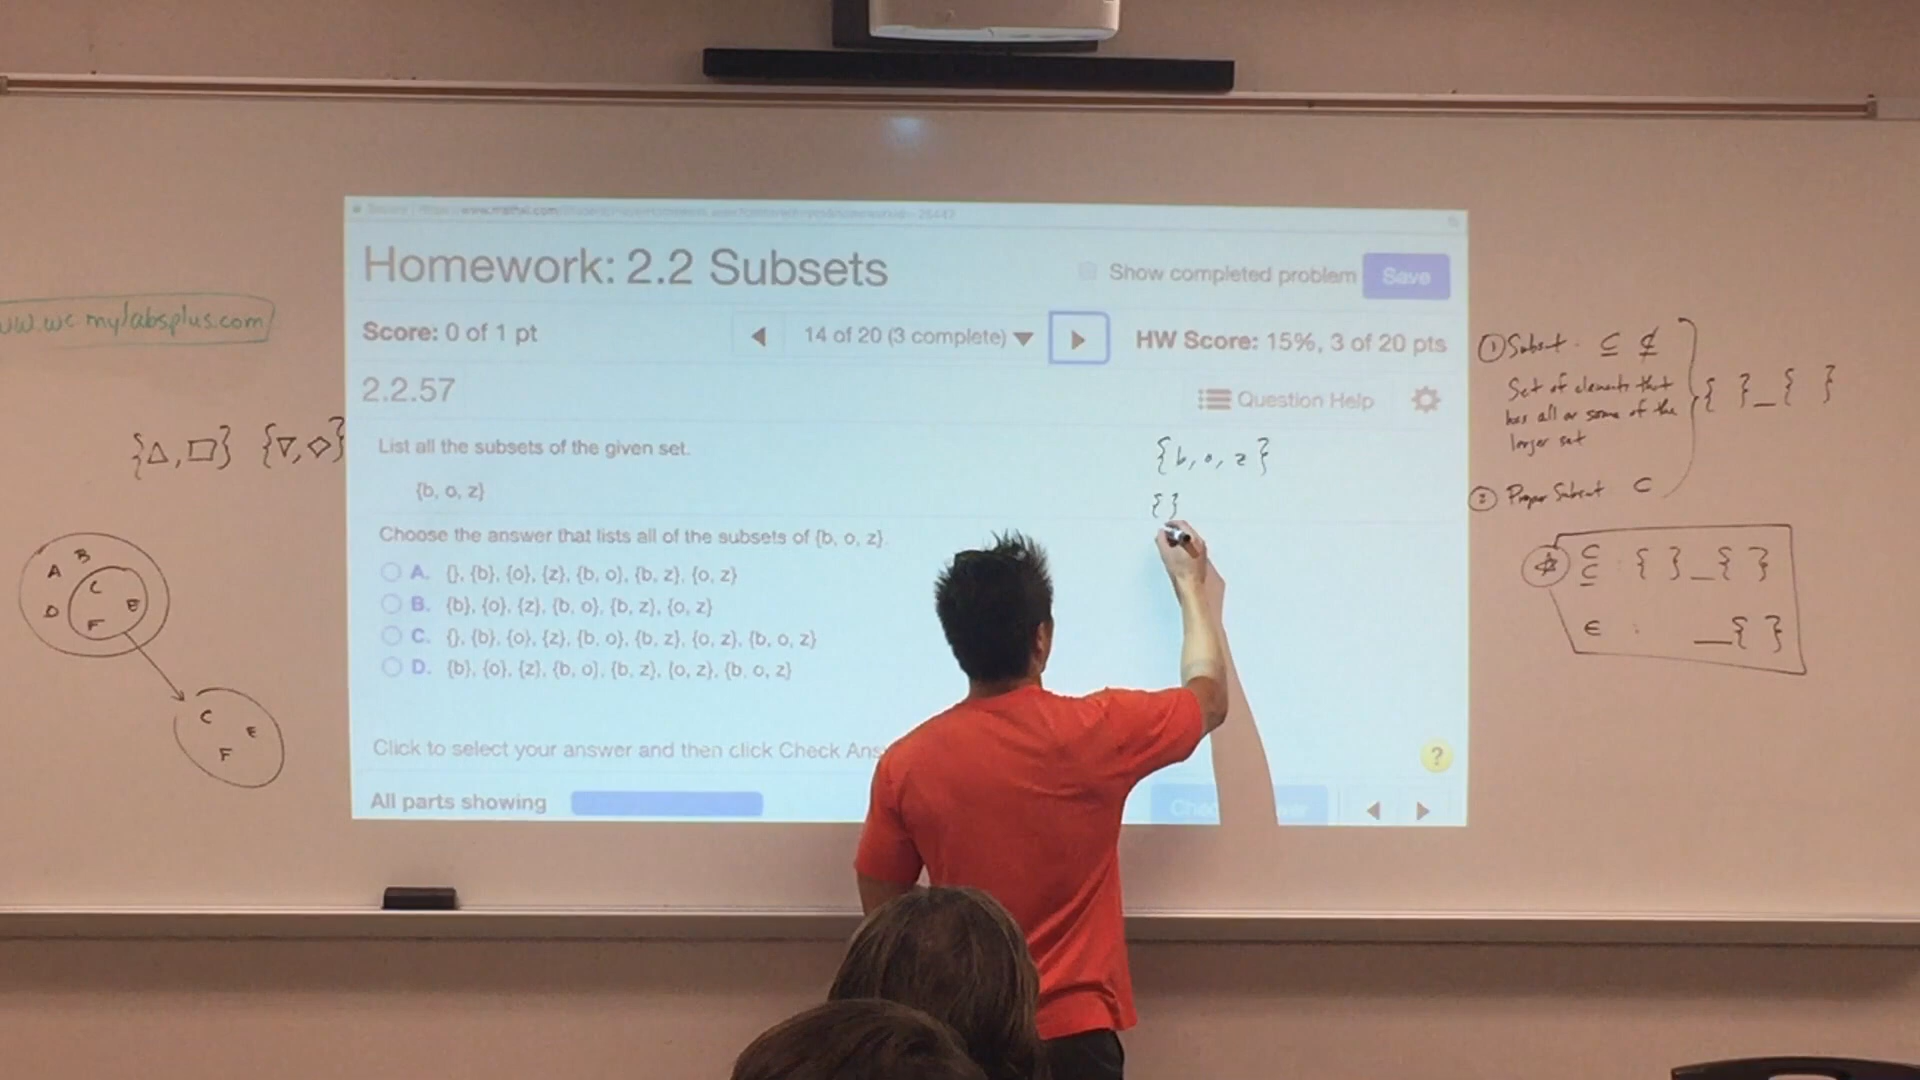 Homework: 2.2 Subsets
Show completed problem
Save
Score: 0 of 1 pt
14 of 20 (3 complete)
HW Score: 15%, 3 of 20 pts
2.2.57
Question Help
List all the subsets of the given set.
{b, o, z}
Choose the answer that lists all of the subsets of {b, o, z}.
A. {}, {b}, {o}, {z}, {b, o}, {b, z}, {o, z}
B. {b}, {o}, {z}, {b, o}, {b, z}, {o, z}
C. {}, {b}, {o}, {z}, {b, o}, {b, z}, {o, z}, {b, o, z}
D. {b}, {o}, {z}, {b, o}, {b, z}, {o, z}, {b, o, z}
Click to select your answer and then click Check Ans
All parts showing
?
{b, o, z}
{}
ww.wc.mylabsplus.com
{△, □} {▽, ◇}
A B
C
D E
F
C E
F
① Subset : ⊆ ⊄
Set of elements that
has all or some of the
larger set
{ } _ { }
② Proper Subset ⊂
⊂
⊆ : { } _ { }
∈ : _ { }